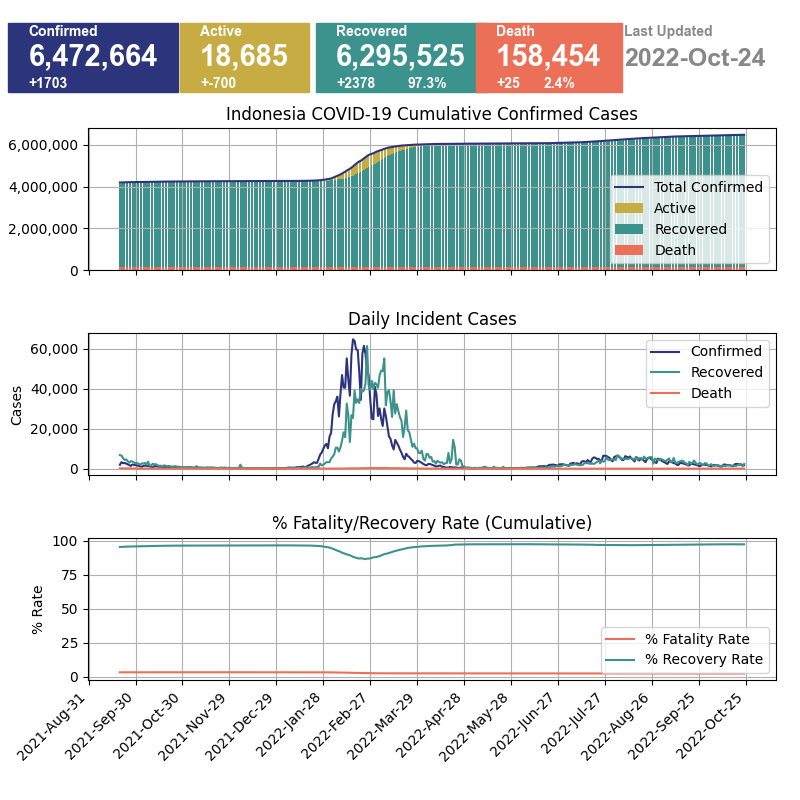 Confirmed
6,472,664
+1703
Active
18,685
+-700
Recovered
6,295,525
+2378 97.3%
Death
158,454
+25 2.4%
Last Updated
2022-Oct-24
Indonesia COVID-19 Cumulative Confirmed Cases
6,000,000
4,000,000
2,000,000
0
Total Confirmed
Active
Recovered
Death
Daily Incident Cases
Cases
60,000
40,000
20,000
0
Confirmed
Recovered
Death
% Fatality/Recovery Rate (Cumulative)
% Rate
100
75
50
25
0
% Fatality Rate
% Recovery Rate
2021-Aug-31
2021-Sep-30
2021-Oct-30
2021-Nov-29
2021-Dec-29
2022-Jan-28
2022-Feb-27
2022-Mar-29
2022-Apr-28
2022-May-28
2022-Jun-27
2022-Jul-27
2022-Aug-26
2022-Sep-25
2022-Oct-25